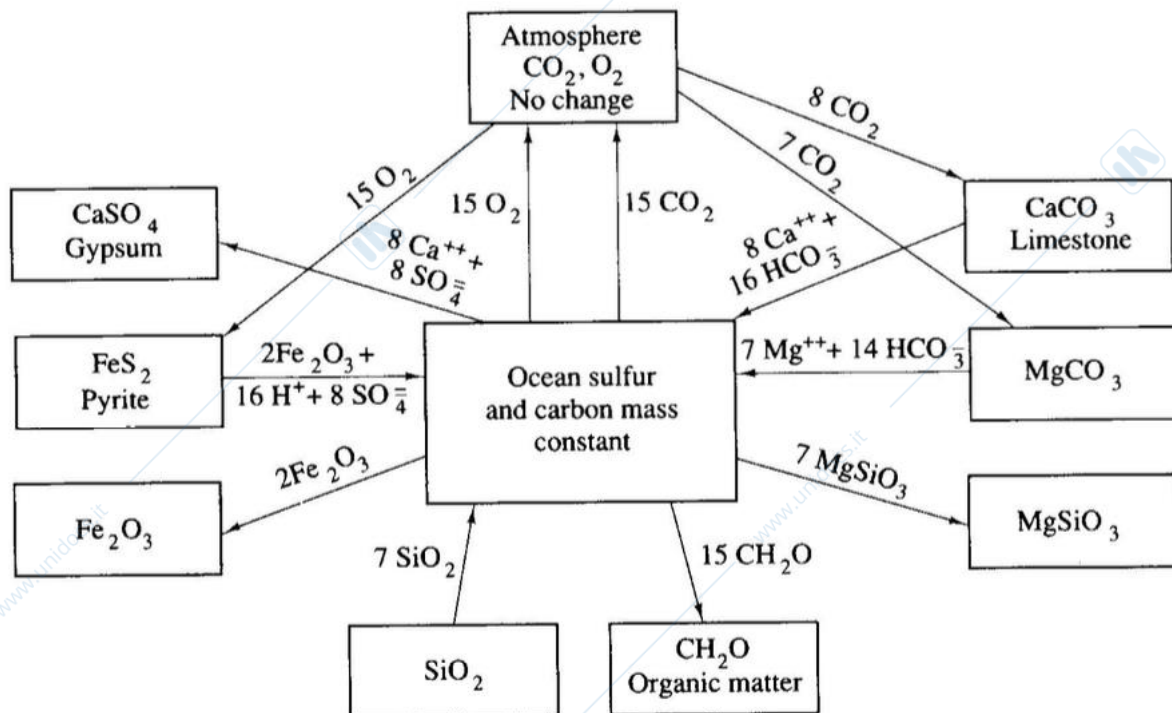 Atmosphere
CO₂, O₂
No change
8 CO₂
7 CO₂
15 O₂
15 O₂
15 CO₂
CaSO₄
Gypsum
8 Ca⁺⁺ +
8 SO₄⁼
8 Ca⁺⁺ +
16 HCO₃⁻
CaCO₃
Limestone
FeS₂
Pyrite
2Fe₂O₃ +
16 H⁺ + 8 SO₄⁼
Ocean sulfur
and carbon mass
constant
7 Mg⁺⁺ + 14 HCO₃⁻
MgCO₃
2Fe₂O₃
Fe₂O₃
7 MgSiO₃
MgSiO₃
7 SiO₂
15 CH₂O
SiO₂
CH₂O
Organic matter